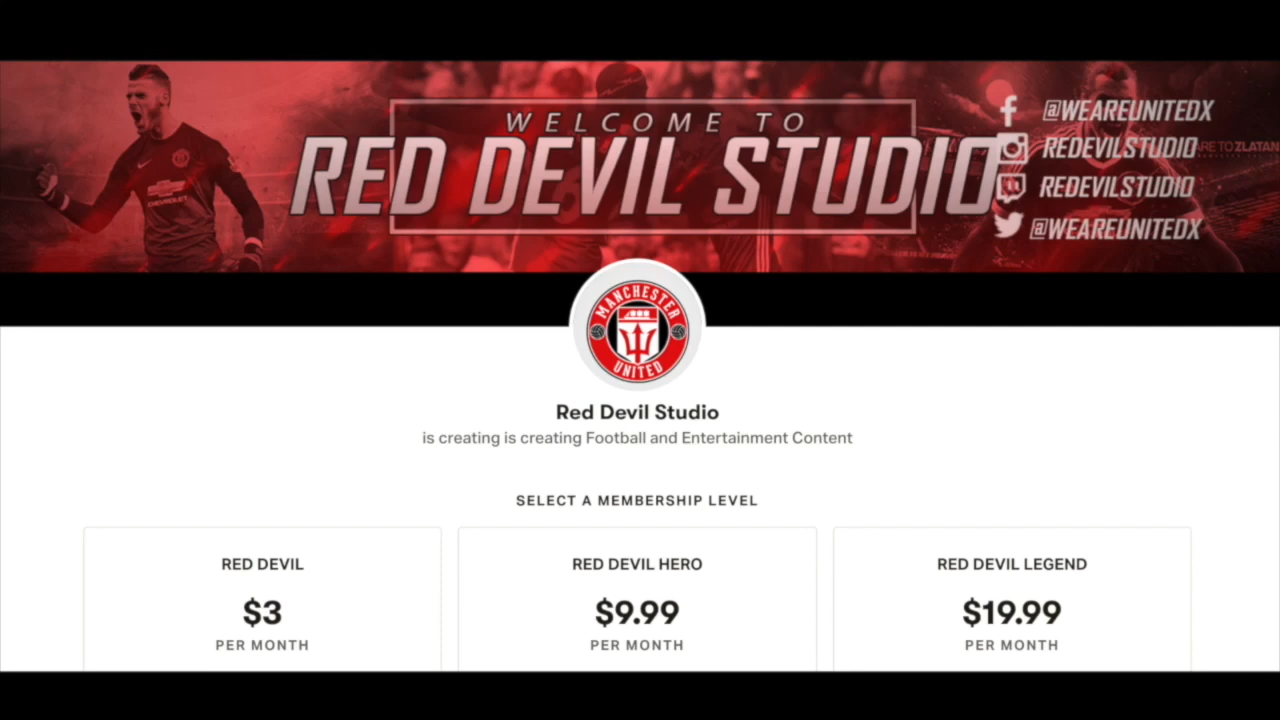 WELCOME TO
RED DEVIL STUDIO
@WEAREUNITEDX
REDEVILSTUDIO
REDEVILSTUDIO
@WEAREUNITEDX
ZLATAN
CHEVROLET
MANCHESTER
UNITED
Red Devil Studio
is creating is creating Football and Entertainment Content
SELECT A MEMBERSHIP LEVEL
RED DEVIL
$3
PER MONTH
RED DEVIL HERO
$9.99
PER MONTH
RED DEVIL LEGEND
$19.99
PER MONTH